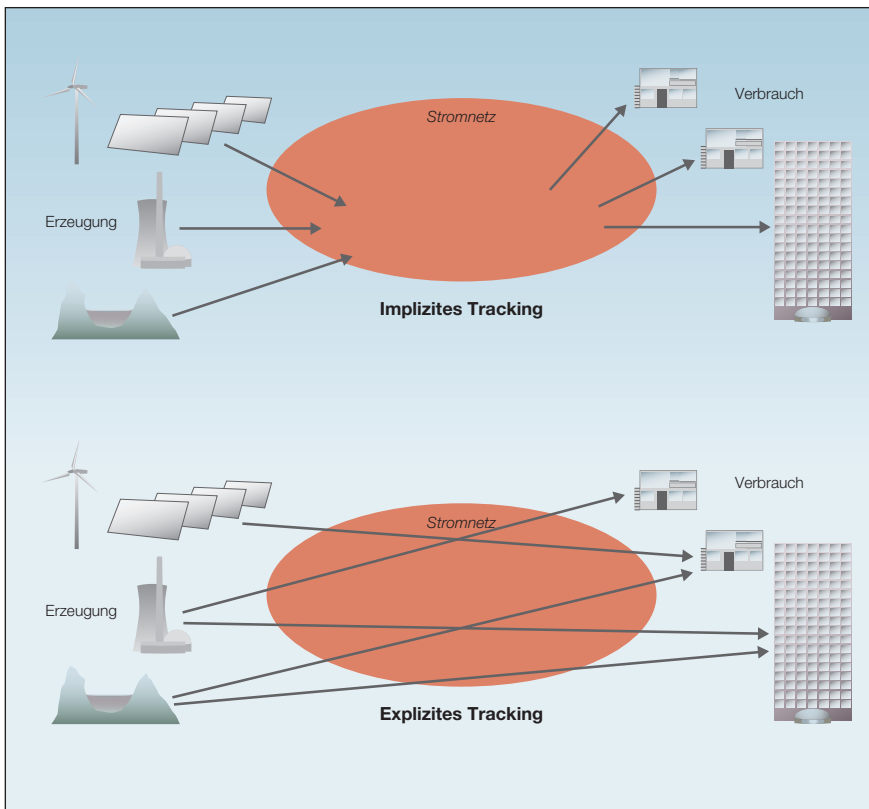 Stromnetz
Verbrauch
Erzeugung
Implizites Tracking
Stromnetz
Verbrauch
Erzeugung
Explizites Tracking